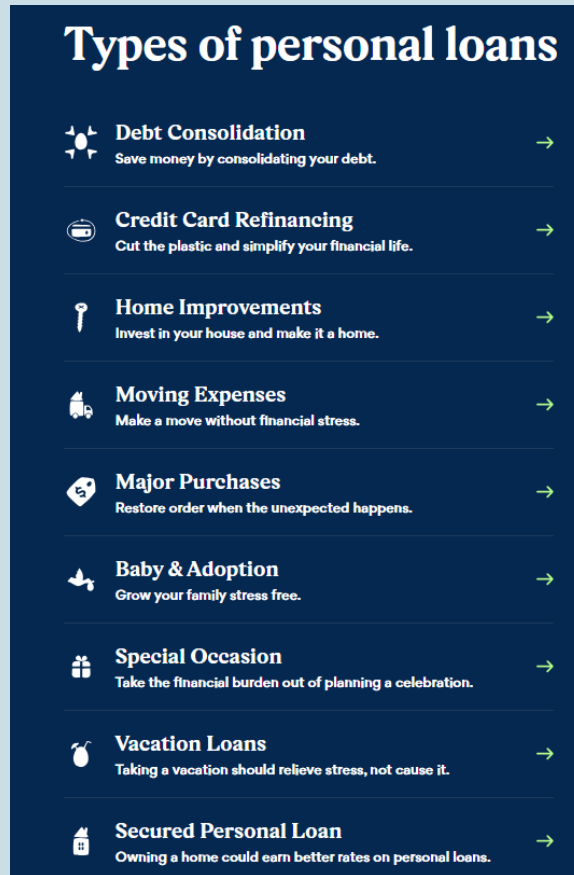 Types of personal loans
Debt Consolidation
Save money by consolidating your debt.
Credit Card Refinancing
Cut the plastic and simplify your financial life.
Home Improvements
Invest in your house and make it a home.
Moving Expenses
Make a move without financial stress.
Major Purchases
Restore order when the unexpected happens.
Baby & Adoption
Grow your family stress free.
Special Occasion
Take the financial burden out of planning a celebration.
Vacation Loans
Taking a vacation should relieve stress, not cause it.
Secured Personal Loan
Owning a home could earn better rates on personal loans.